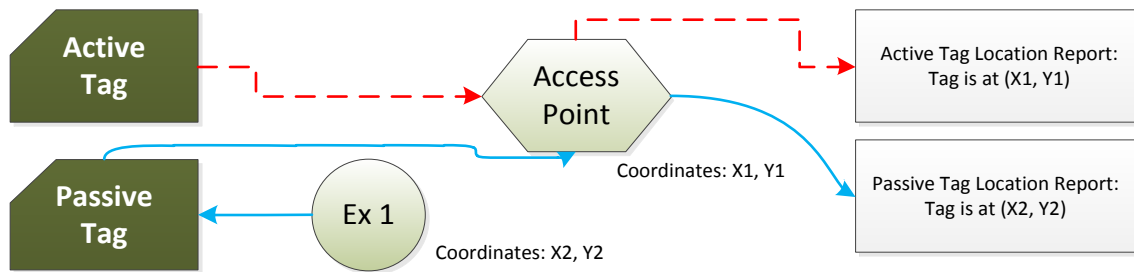 Active
Tag
Access
Point
Active Tag Location Report:
Tag is at (X1, Y1)
Coordinates: X1, Y1
Passive
Tag
Ex 1
Coordinates: X2, Y2
Passive Tag Location Report:
Tag is at (X2, Y2)